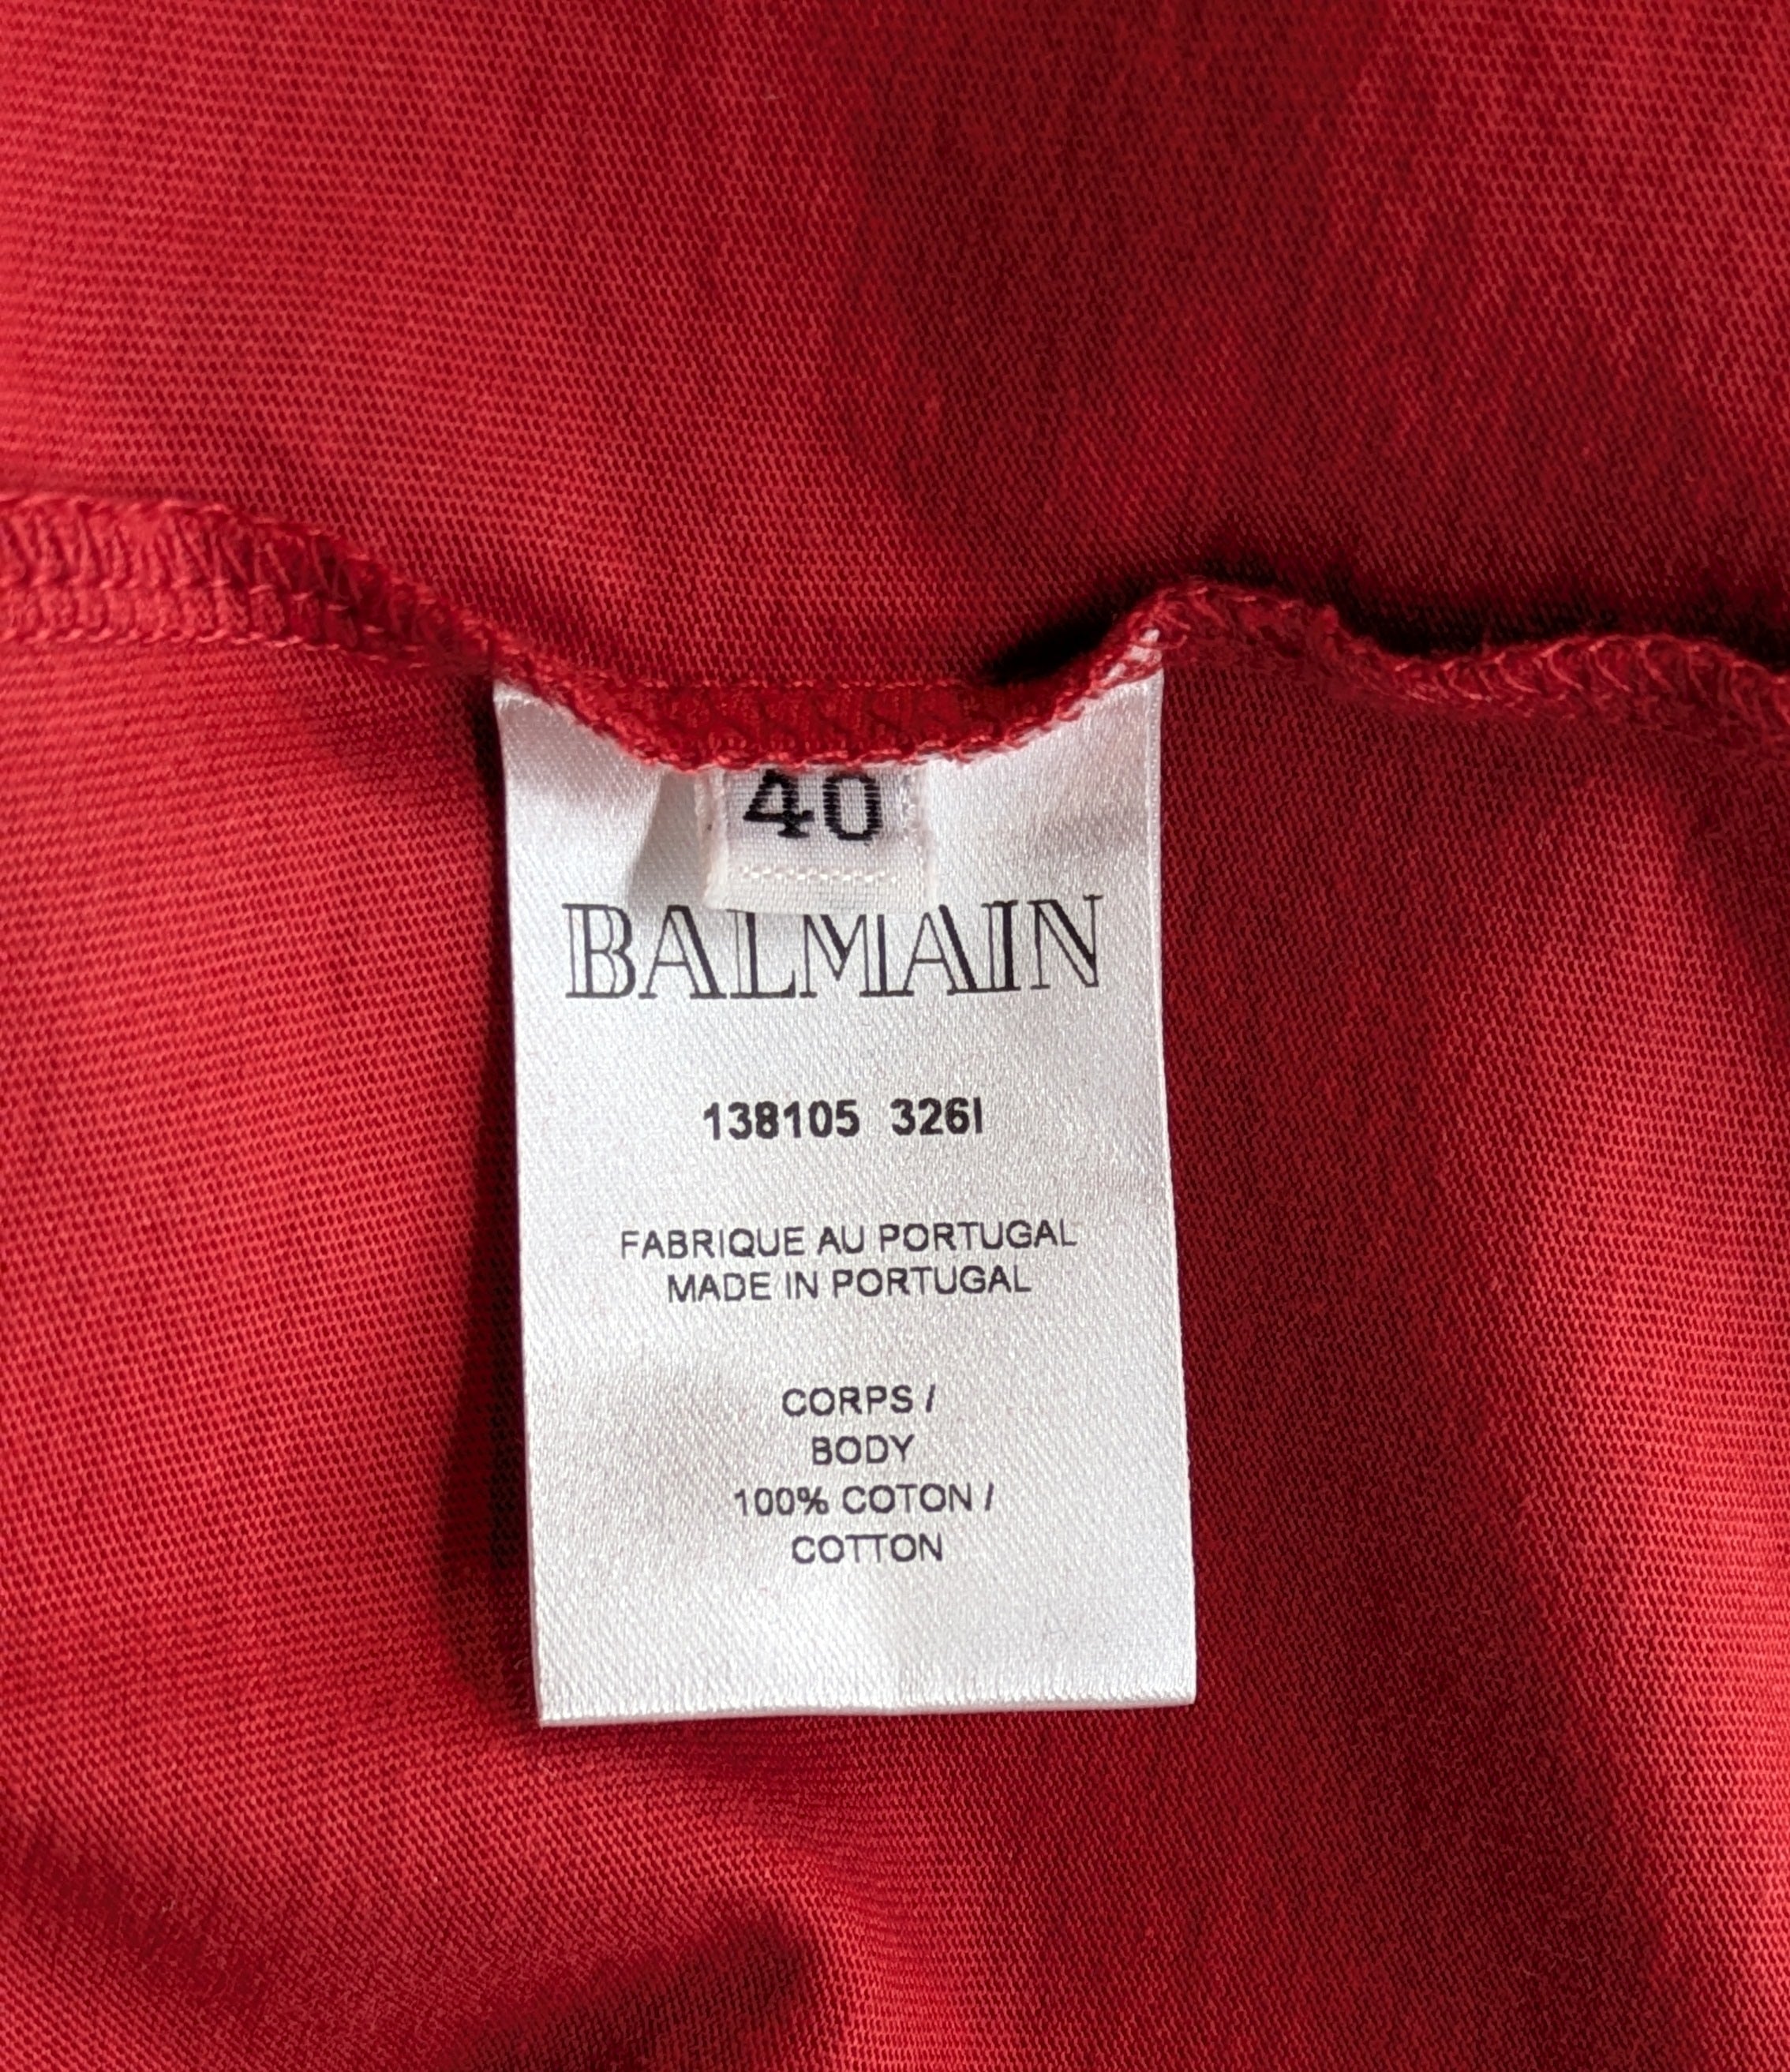 40
BALMAIN
138105 326I
FABRIQUE AU PORTUGAL
MADE IN PORTUGAL
CORPS /
BODY
100% COTON /
COTTON